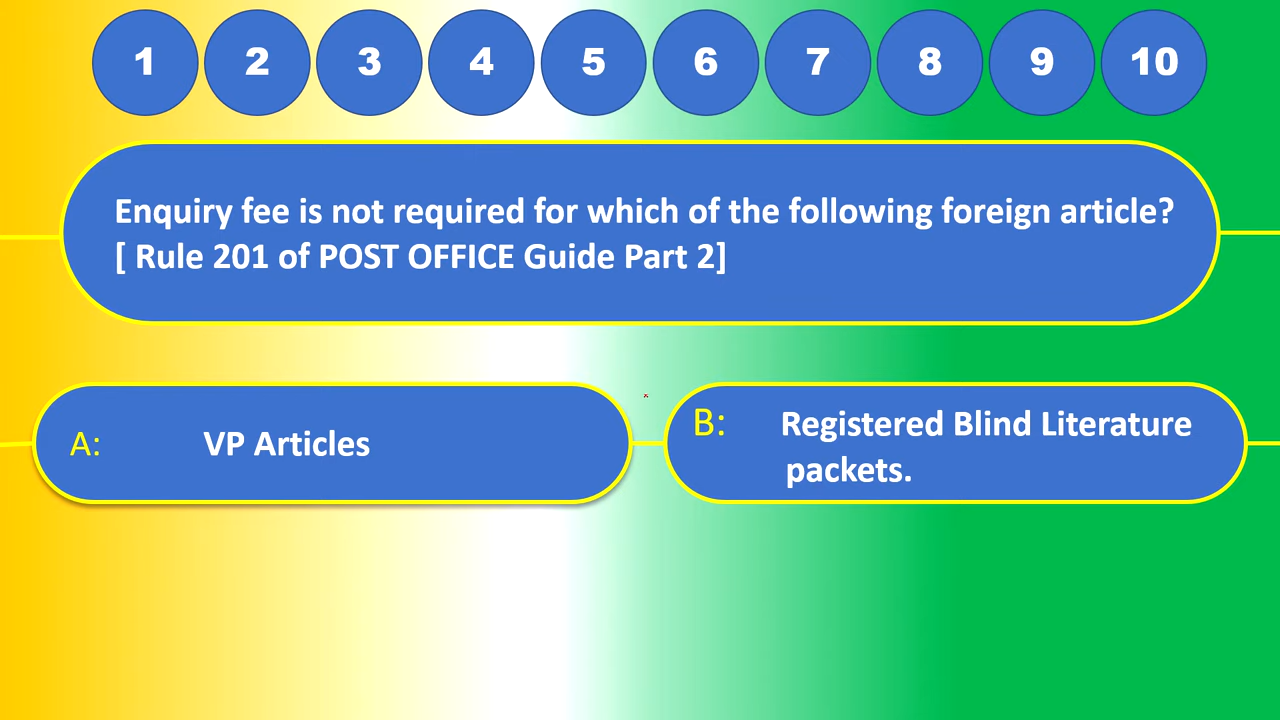 1 2 3 4 5 6 7 8 9 10
Enquiry fee is not required for which of the following foreign article?
[ Rule 201 of POST OFFICE Guide Part 2]
A: VP Articles
B: Registered Blind Literature
packets.